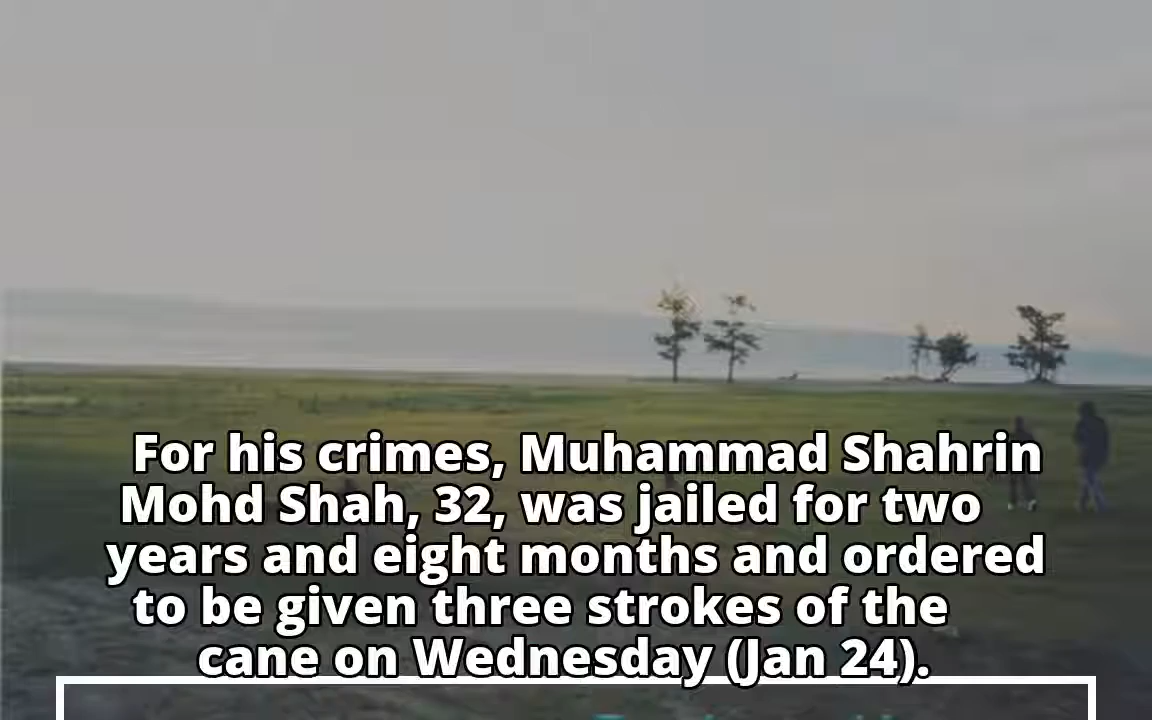 For his crimes, Muhammad Shahrin
Mohd Shah, 32, was jailed for two
years and eight months and ordered
to be given three strokes of the
cane on Wednesday (Jan 24).